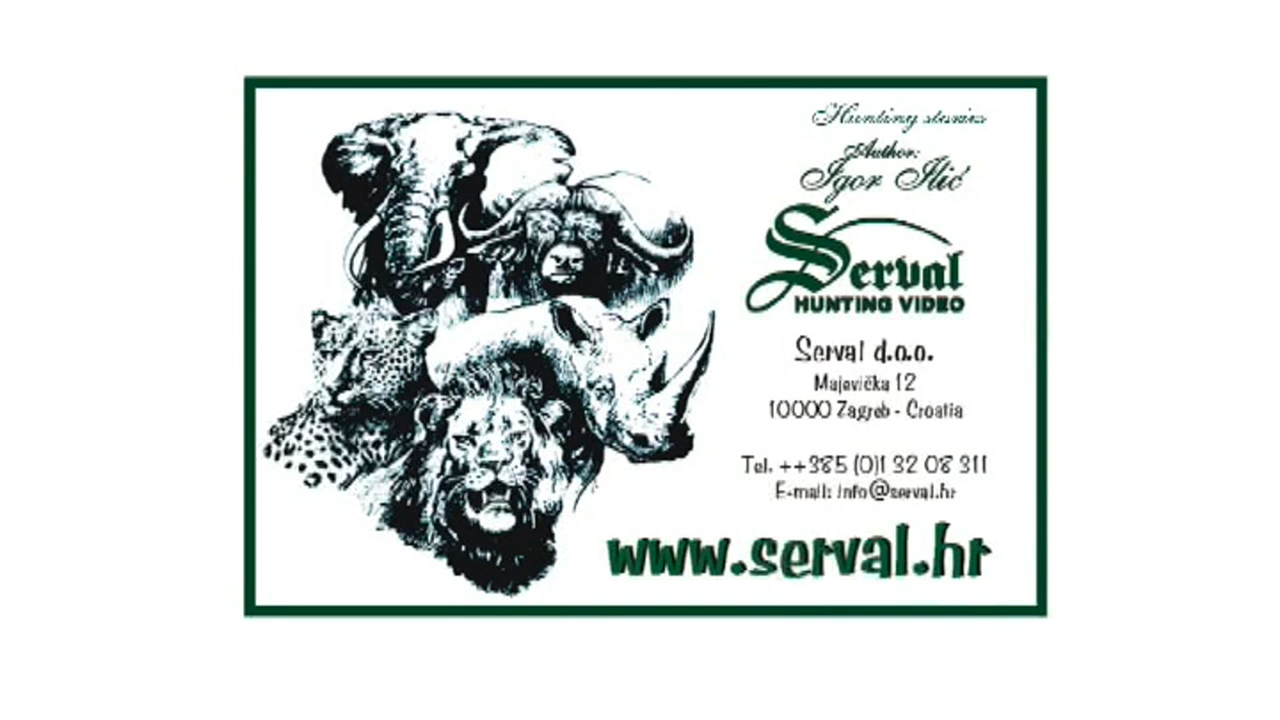 Hunting stories
Author:
Igor Ilić
Serval
HUNTING VIDEO
Serval d.o.o.
Majevička 12
10000 Zagreb - Croatia
Tel. ++385 (0)1 32 08 311
E-mail: info@serval.hr
www.serval.hr